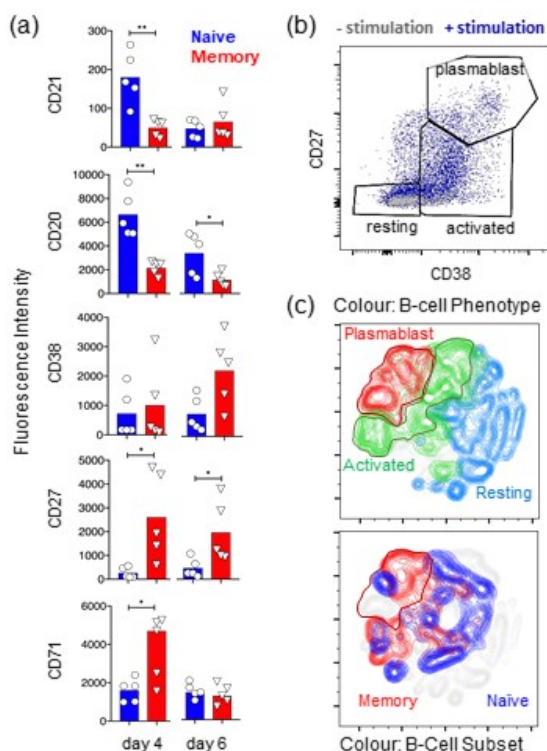 (a)
Naïve
Memory
Fluorescence Intensity
CD21
300
200
100
0
**
CD20
10000
8000
6000
4000
2000
0
**
*
CD38
4000
3000
2000
1000
0
CD27
5000
4000
3000
2000
1000
0
*
*
CD71
6000
4000
2000
0
*
day 4
day 6
(b)
- stimulation + stimulation
plasmablast
CD27
resting
activated
CD38
(c)
Colour: B-cell Phenotype
Plasmablast
Activated
Resting
Memory
Naïve
Colour: B-Cell Subset